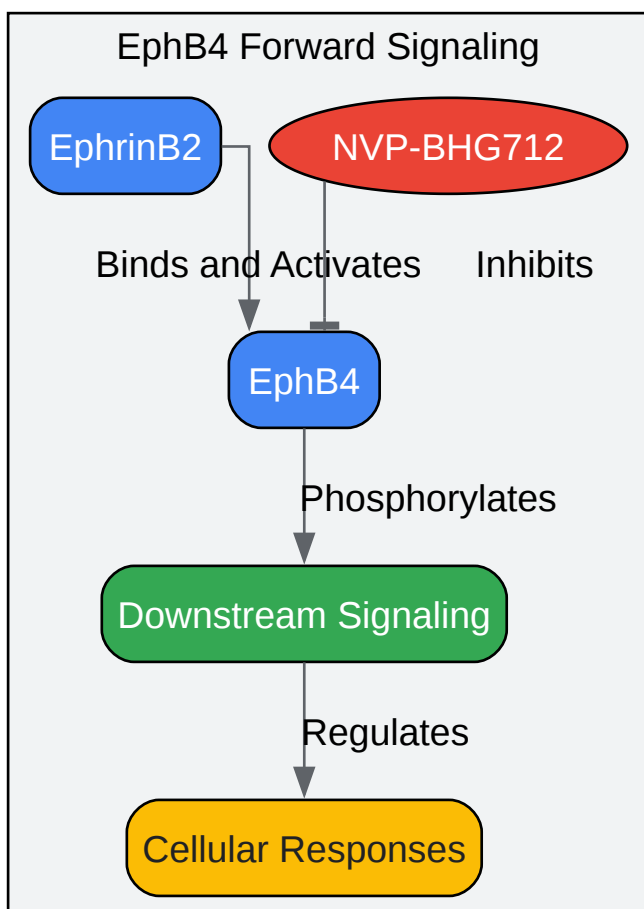 EphB4 Forward Signaling
EphrinB2
NVP-BHG712
Binds and Activates
Inhibits
EphB4
Phosphorylates
Downstream Signaling
Regulates
Cellular Responses